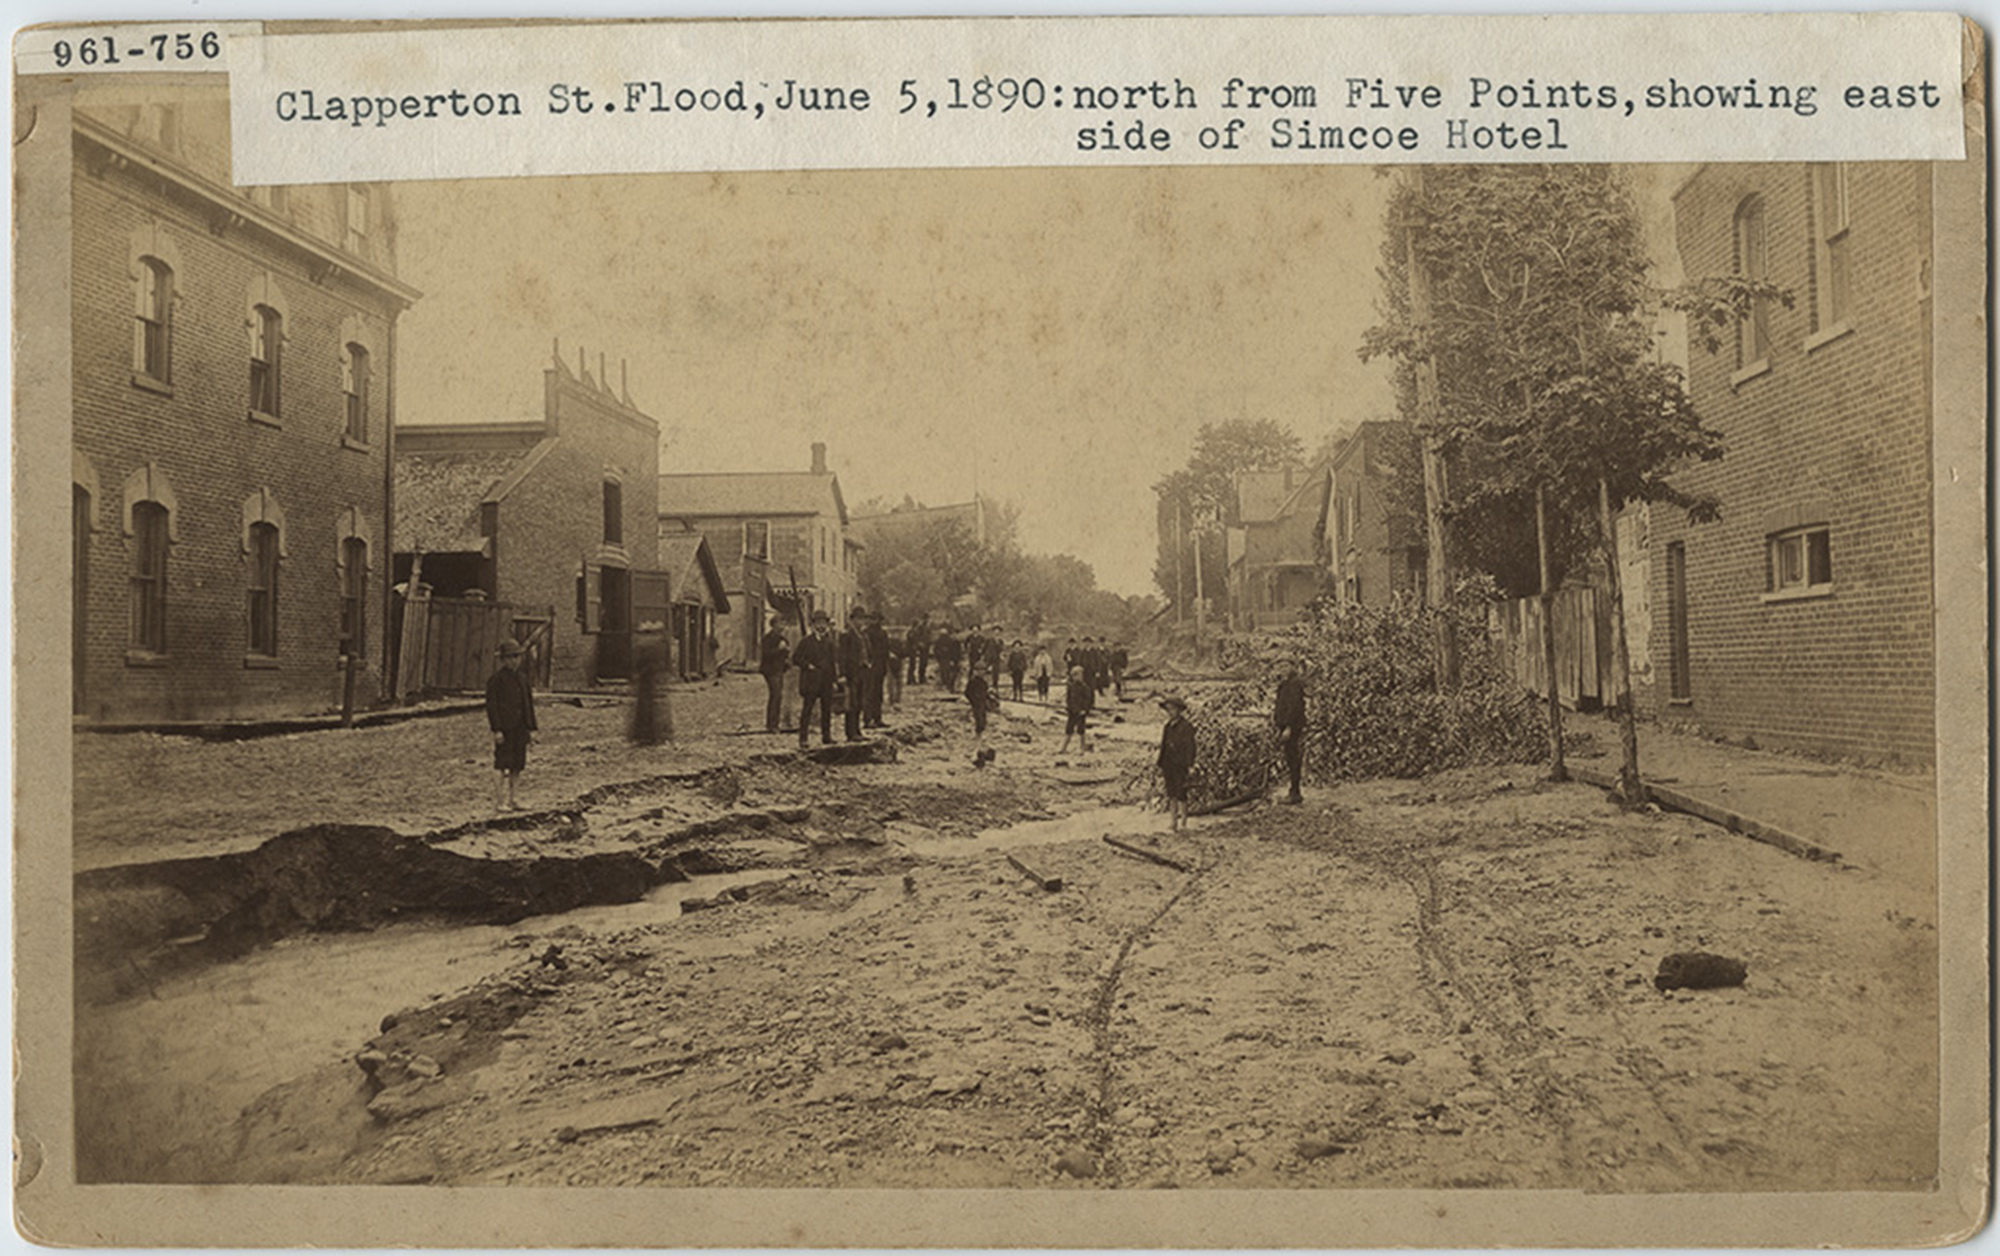 961-756
Clapperton St.Flood,June 5,1890:north from Five Points,showing east
side of Simcoe Hotel